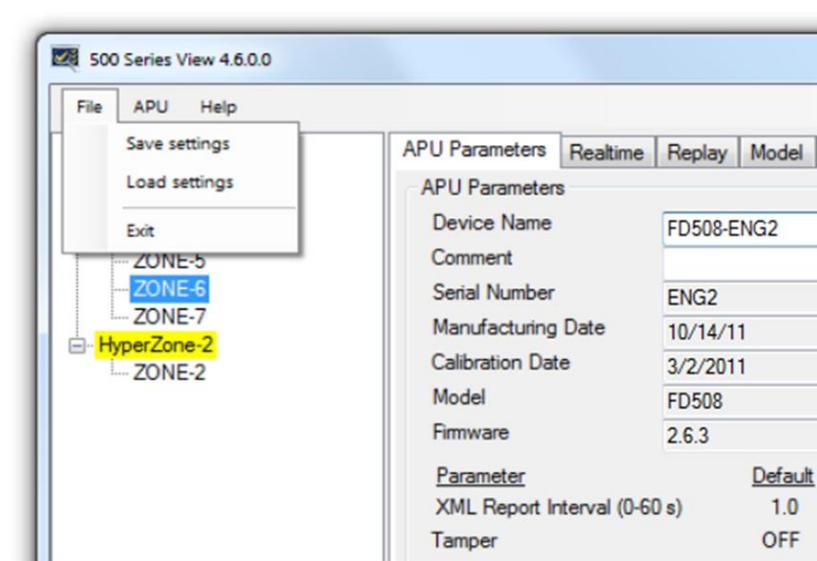 500 Series View 4.6.0.0
File APU Help
Save settings
Load settings
Exit
ZONE-5
ZONE-6
ZONE-7
HyperZone-2
ZONE-2
APU Parameters Realtime Replay Model
APU Parameters
Device Name FD508-ENG2
Comment
Serial Number ENG2
Manufacturing Date 10/14/11
Calibration Date 3/2/2011
Model FD508
Firmware 2.6.3
Parameter Default
XML Report Interval (0-60 s) 1.0
Tamper OFF